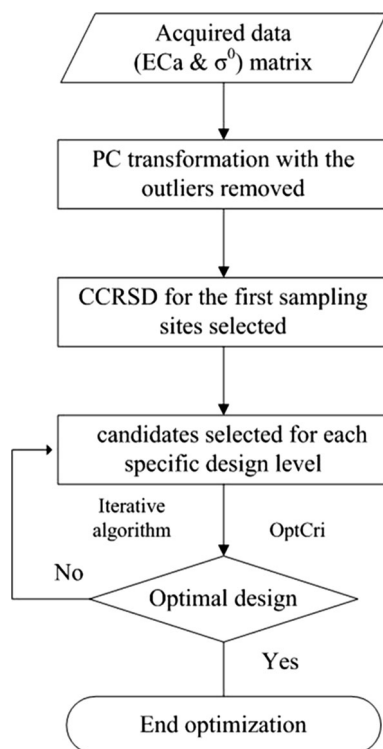 Acquired data
(ECa & σ⁰) matrix
PC transformation with the
outliers removed
CCRSD for the first sampling
sites selected
candidates selected for each
specific design level
Iterative
algorithm
OptCri
No
Optimal design
Yes
End optimization